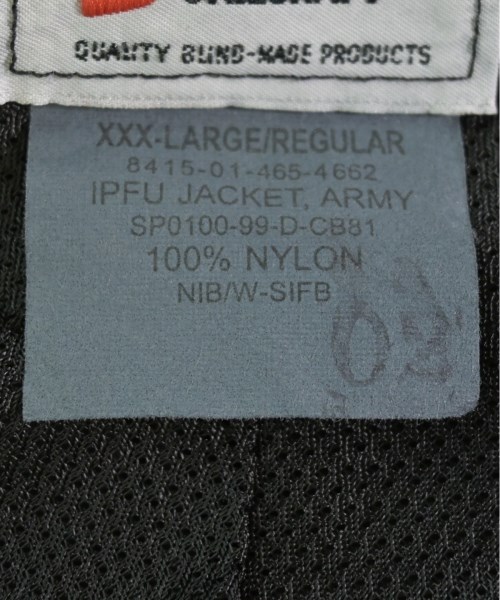 QUALITY BLIND-MADE PRODUCTS
XXX-LARGE/REGULAR
8415-01-465-4662
IPFU JACKET, ARMY
SP0100-99-D-CB81
100% NYLON
NIB/W-SIFB